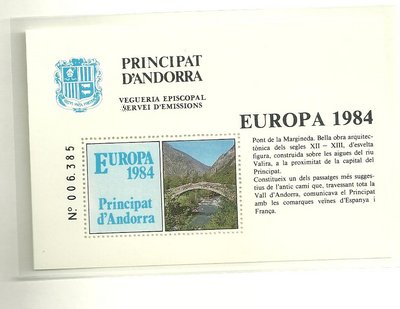 PRINCIPAT
D'ANDORRA
VEGUERIA EPISCOPAL
SERVEI D'EMISSIONS
EUROPA 1984
Pont de la Margineda. Bella obra arquitec-
tònica dels segles XII – XIII, d'esvelta
figura, construida sobre les aigues del riu
Valira, a la proximitat de la capital del
Principat.
Constitueix un dels passatges més sugges-
tius de l'antic camí que, travessant tota la
Vall d'Andorra, comunicava el Principat
amb les comarques veïnes d'Espanya i
França.
EUROPA
1984
Principat
d'Andorra
Nº 006.385